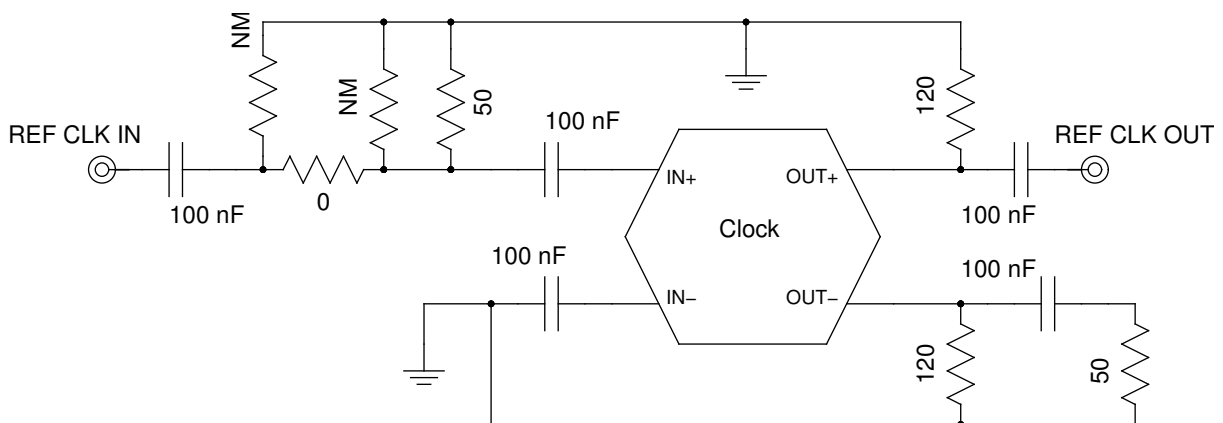 NM
NM
50
120
100 nF
REF CLK IN
REF CLK OUT
IN+
OUT+
100 nF
0
100 nF
Clock
100 nF
100 nF
IN−
OUT−
120
50